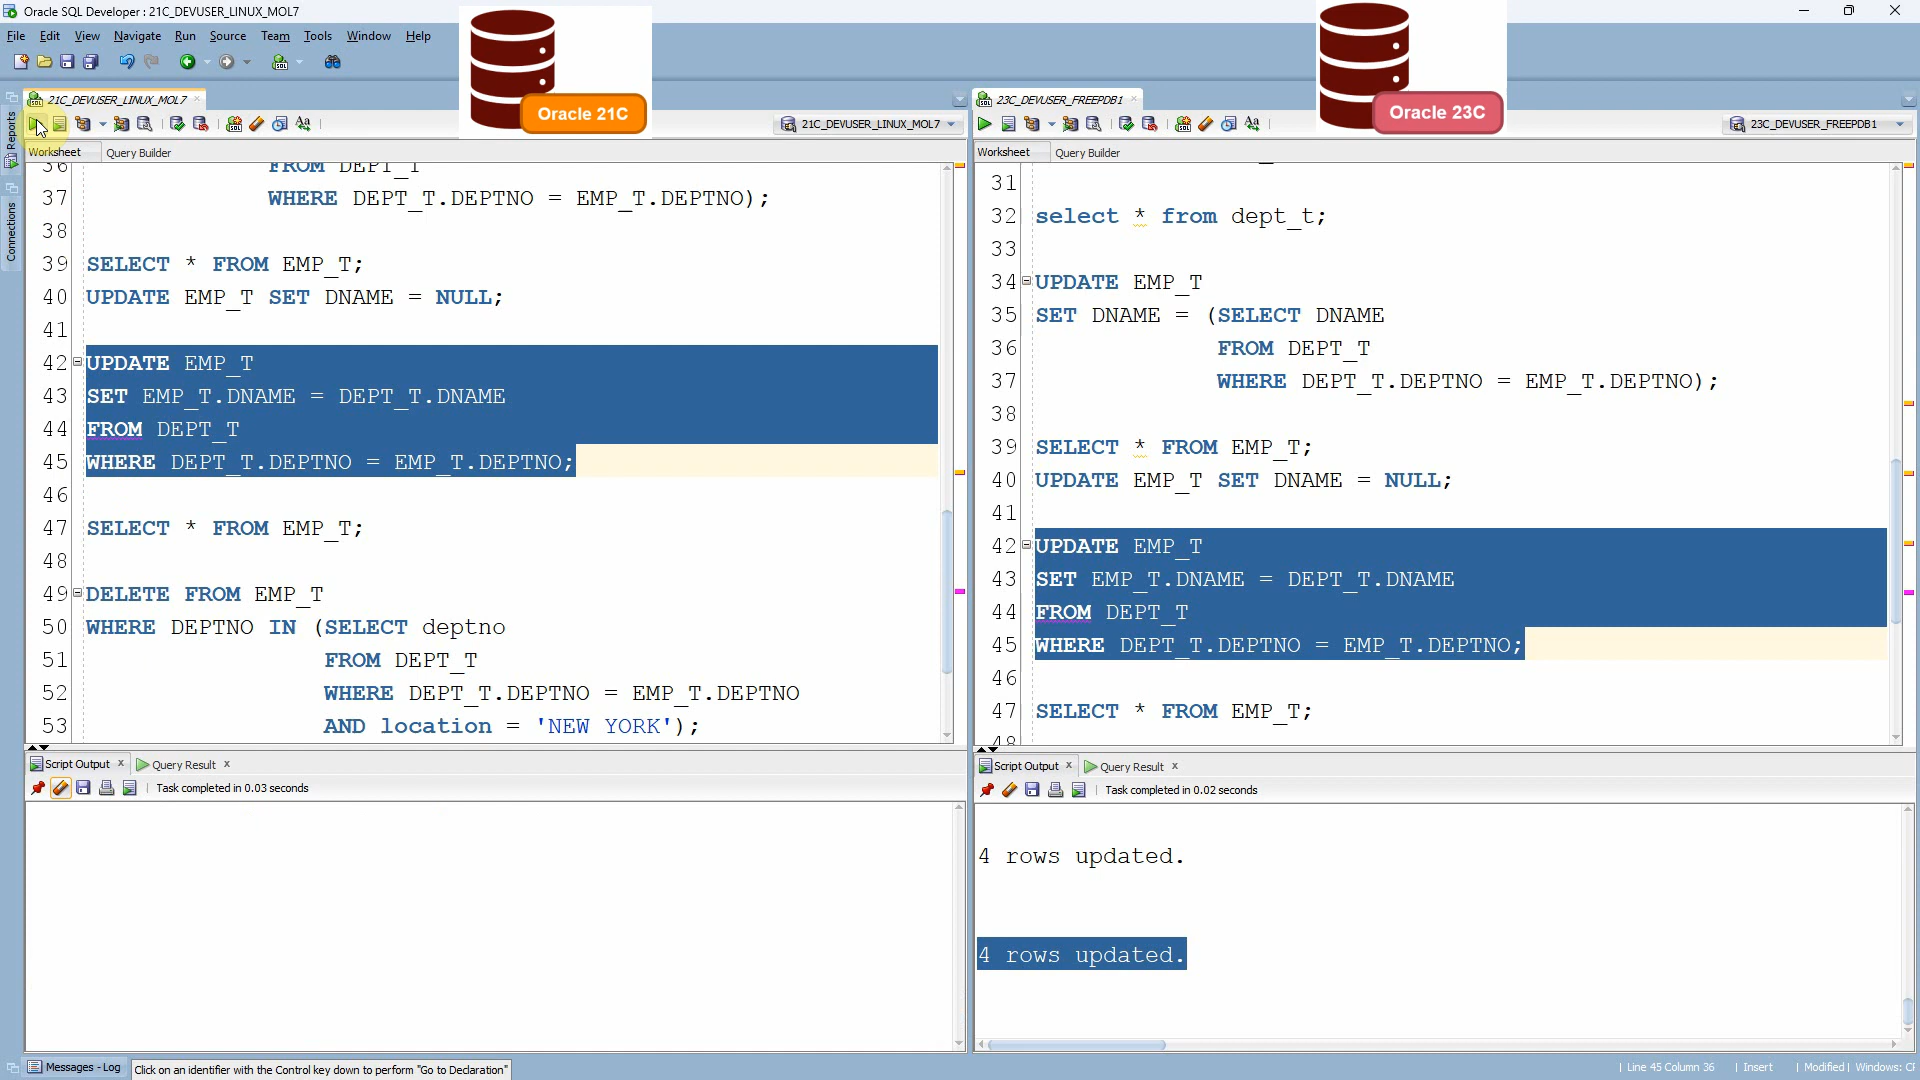 Oracle SQL Developer : 21C_DEVUSER_LINUX_MOL7
File Edit View Navigate Run Source Team Tools Window Help
Oracle 21C
Oracle 23C
Reports
Connections
21C_DEVUSER_LINUX_MOL7
21C_DEVUSER_LINUX_MOL7
Worksheet Query Builder
36 FROM DEPT_T
37 WHERE DEPT_T.DEPTNO = EMP_T.DEPTNO);
38
39 SELECT * FROM EMP_T;
40 UPDATE EMP_T SET DNAME = NULL;
41
42 UPDATE EMP_T
43 SET EMP_T.DNAME = DEPT_T.DNAME
44 FROM DEPT_T
45 WHERE DEPT_T.DEPTNO = EMP_T.DEPTNO;
46
47 SELECT * FROM EMP_T;
48
49 DELETE FROM EMP_T
50 WHERE DEPTNO IN (SELECT deptno
51 FROM DEPT_T
52 WHERE DEPT_T.DEPTNO = EMP_T.DEPTNO
53 AND location = 'NEW YORK');
Script Output Query Result
Task completed in 0.03 seconds
23C_DEVUSER_FREEPDB1
23C_DEVUSER_FREEPDB1
Worksheet Query Builder
31
32 select * from dept_t;
33
34 UPDATE EMP_T
35 SET DNAME = (SELECT DNAME
36 FROM DEPT_T
37 WHERE DEPT_T.DEPTNO = EMP_T.DEPTNO);
38
39 SELECT * FROM EMP_T;
40 UPDATE EMP_T SET DNAME = NULL;
41
42 UPDATE EMP_T
43 SET EMP_T.DNAME = DEPT_T.DNAME
44 FROM DEPT_T
45 WHERE DEPT_T.DEPTNO = EMP_T.DEPTNO;
46
47 SELECT * FROM EMP_T;
48
Script Output Query Result
Task completed in 0.02 seconds
4 rows updated.
4 rows updated.
Messages - Log
Click on an identifier with the Control key down to perform "Go to Declaration"
Line 45 Column 36 Insert Modified Windows: